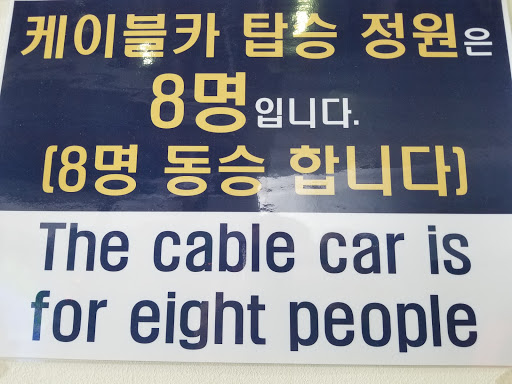 케이블카 탑승 정원은
8명입니다.
(8명 동승 합니다)
The cable car is
for eight people